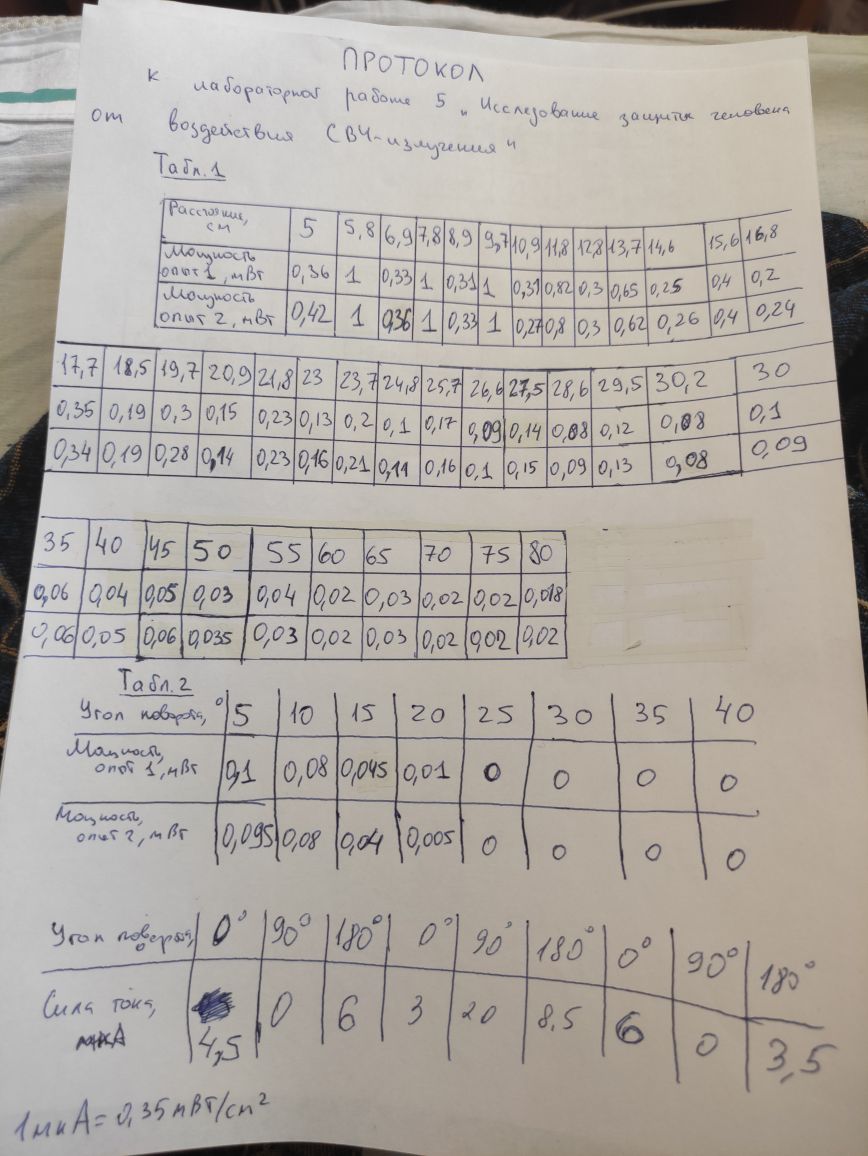 ПРОТОКОЛ
к лабораторной работе 5 „Исследование защиты человека
от воздействия СВЧ-излучения"
Табл. 1
Расстояние, см 5 5,8 6,9 7,8 8,9 9,7 10,9 11,8 12,8 13,7 14,6 15,6 16,8
Мощность опыт 1, мВт 0,36 1 0,33 1 0,31 1 0,31 0,82 0,3 0,65 0,25 0,4 0,2
Мощность опыт 2, мВт 0,42 1 0,36 1 0,33 1 0,27 0,8 0,3 0,62 0,26 0,4 0,24
17,7 18,5 19,7 20,9 21,8 23 23,7 24,8 25,7 26,6 27,5 28,6 29,5 30,2 30
0,35 0,19 0,3 0,15 0,23 0,13 0,2 0,1 0,17 0,09 0,14 0,08 0,12 0,08 0,1
0,34 0,19 0,28 0,14 0,23 0,16 0,21 0,11 0,16 0,1 0,15 0,09 0,13 0,08 0,09
35 40 45 50 55 60 65 70 75 80
0,06 0,04 0,05 0,03 0,04 0,02 0,03 0,02 0,02 0,018
0,06 0,05 0,06 0,035 0,03 0,02 0,03 0,02 0,02 0,02
Табл. 2
Угол поворота, ° 5 10 15 20 25 30 35 40
Мощность, опыт 1, мВт 0,1 0,08 0,045 0,01 0 0 0 0
Мощность, опыт 2, мВт 0,095 0,08 0,04 0,005 0 0 0 0
Угол поворота, ° 0° 90° 180° 0° 90° 180° 0° 90° 180°
Сила тока, мкА 4,5 0 6 3 20 8,5 6 0 3,5
1мкА = 0,35мВт/см²